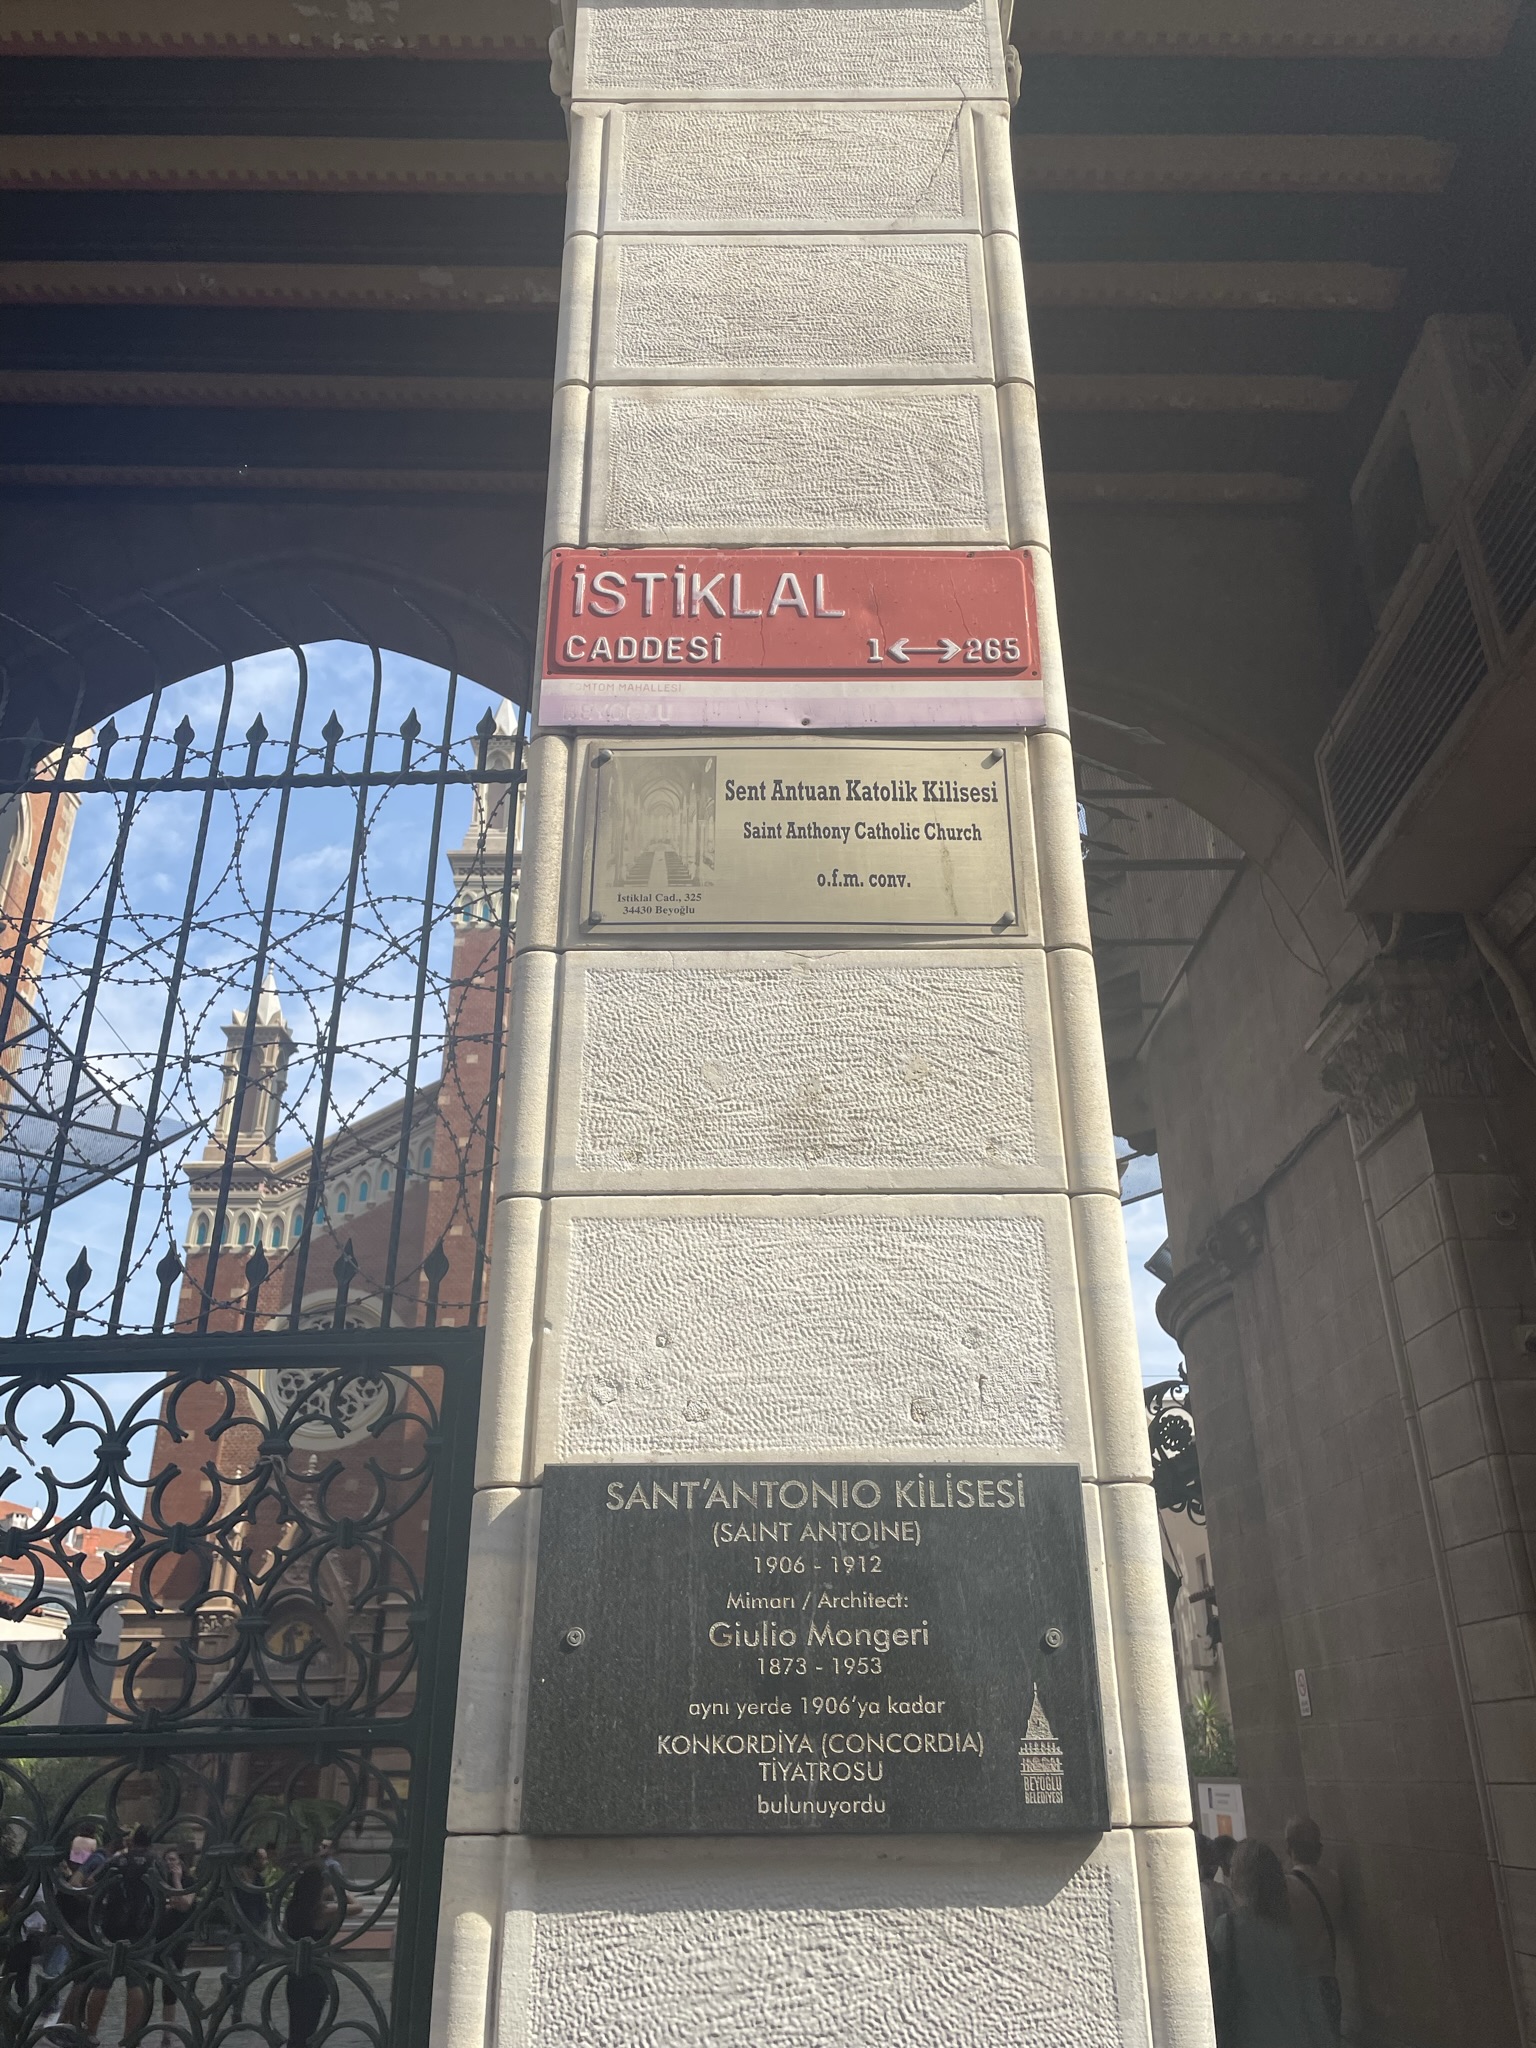 İSTİKLAL
CADDESİ 1 ↔ 265
TOMTOM MAHALLESİ
BEYOĞLU
Sent Antuan Katolik Kilisesi
Saint Anthony Catholic Church
o.f.m. conv.
İstiklal Cad., 325
34430 Beyoğlu
SANT'ANTONIO KİLİSESİ
(SAINT ANTOINE)
1906 - 1912
Mimarı / Architect:
Giulio Mongeri
1873 - 1953
aynı yerde 1906'ya kadar
KONKORDİYA (CONCORDIA)
TİYATROSU
bulunuyordu
BEYOĞLU
BELEDİYESİ